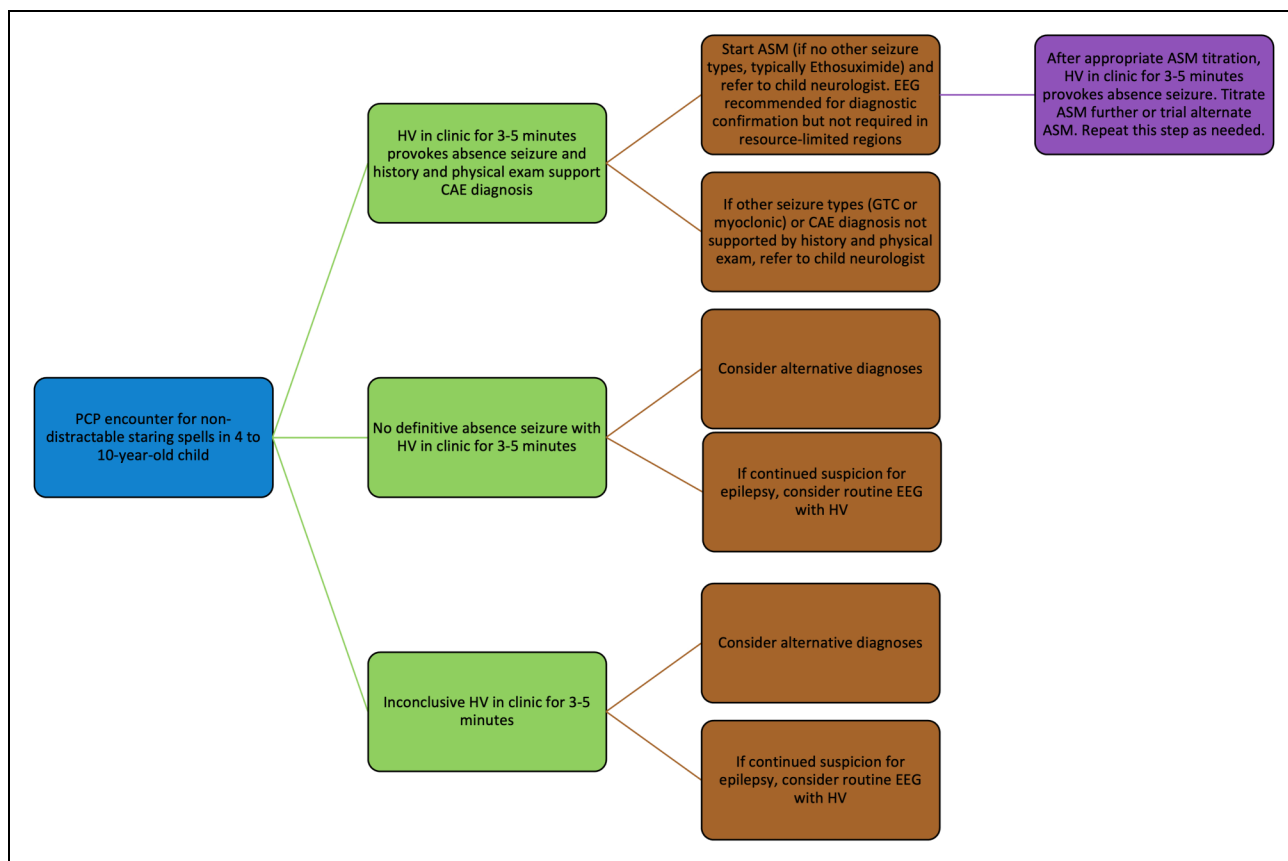 PCP encounter for non-
distractable staring spells in 4 to
10-year-old child
HV in clinic for 3-5 minutes
provokes absence seizure and
history and physical exam support
CAE diagnosis
Start ASM (if no other seizure
types, typically Ethosuximide) and
refer to child neurologist. EEG
recommended for diagnostic
confirmation but not required in
resource-limited regions
After appropriate ASM titration,
HV in clinic for 3-5 minutes
provokes absence seizure. Titrate
ASM further or trial alternate
ASM. Repeat this step as needed.
If other seizure types (GTC or
myoclonic) or CAE diagnosis not
supported by history and physical
exam, refer to child neurologist
No definitive absence seizure with
HV in clinic for 3-5 minutes
Consider alternative diagnoses
If continued suspicion for
epilepsy, consider routine EEG
with HV
Inconclusive HV in clinic for 3-5
minutes
Consider alternative diagnoses
If continued suspicion for
epilepsy, consider routine EEG
with HV